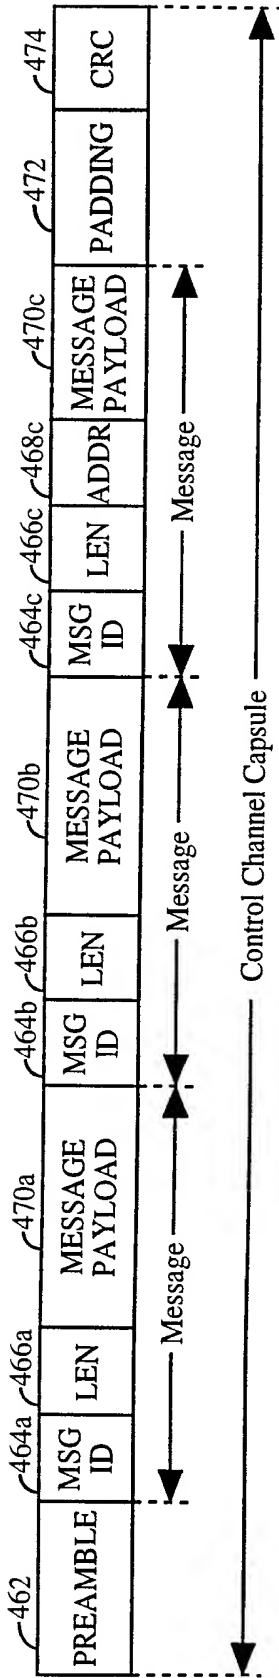 462
464a
466a
470a
464b
466b
470b
464c
466c
468c
470c
472
474
PREAMBLE
MSG
ID
LEN
MESSAGE
PAYLOAD
MSG
ID
LEN
MESSAGE
PAYLOAD
MSG
ID
LEN
ADDR
MESSAGE
PAYLOAD
PADDING
CRC
Message
Message
Message
Control Channel Capsule